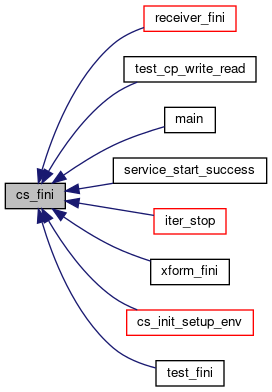 receiver_fini
test_cp_write_read
main
service_start_success
cs_fini
iter_stop
xform_fini
cs_init_setup_env
test_fini